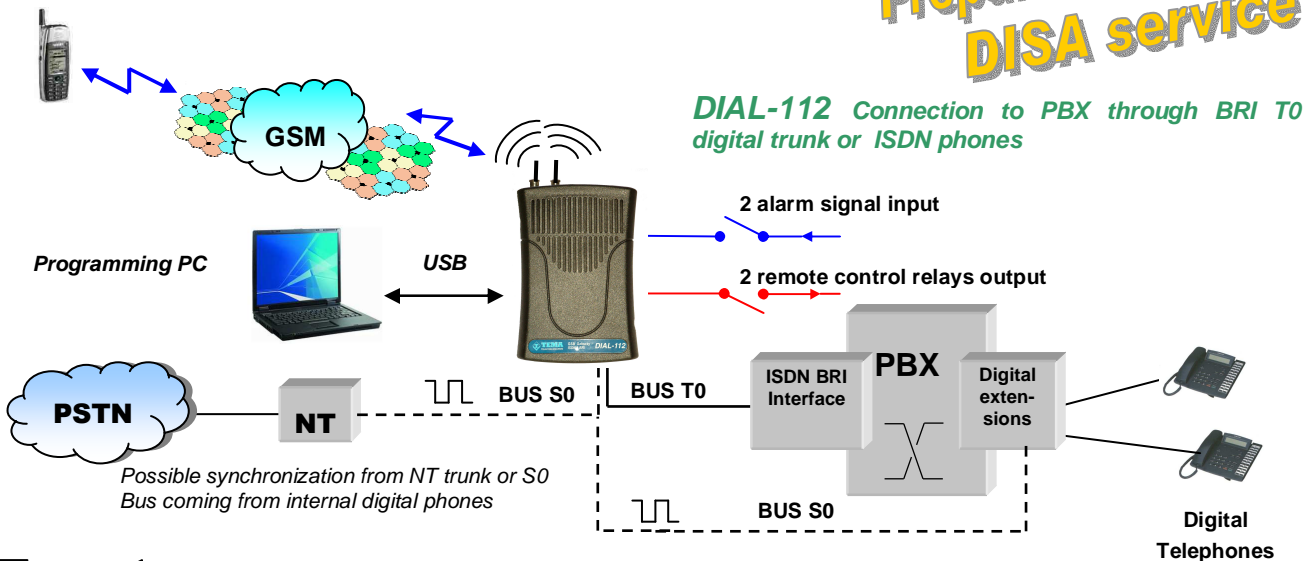 DISA service
DIAL-112 Connection to PBX through BRI T0
digital trunk or ISDN phones
GSM
2 alarm signal input
Programming PC
USB
2 remote control relays output
TEMA
DIAL-112
PSTN
NT
BUS S0
BUS T0
ISDN BRI
Interface
PBX
Digital
exten-
sions
Possible synchronization from NT trunk or S0
Bus coming from internal digital phones
BUS S0
Digital
Telephones